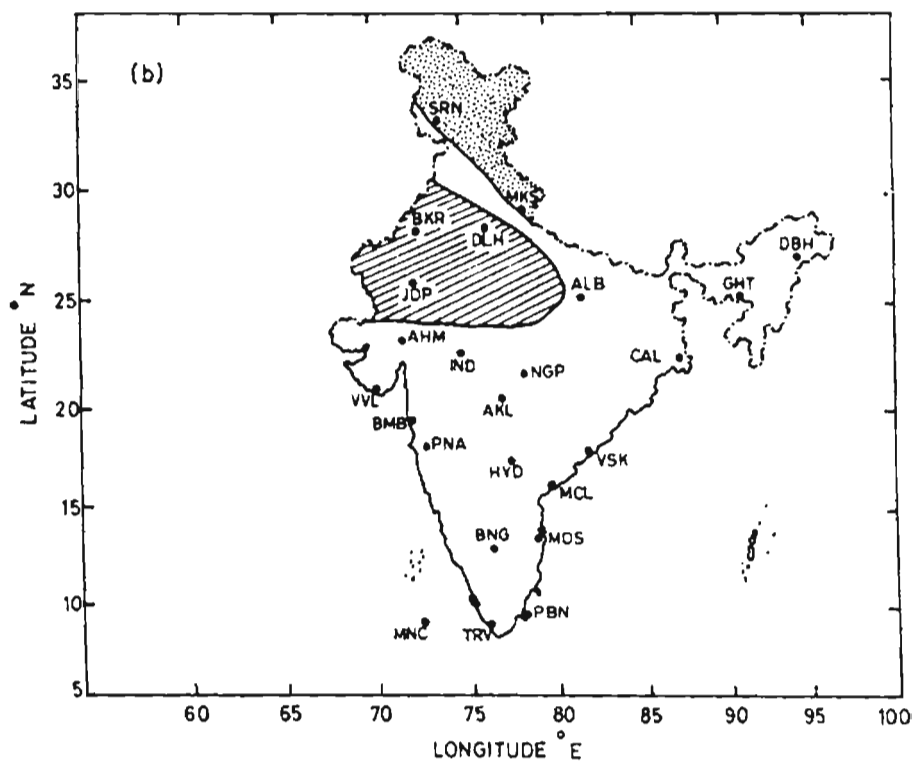 (b)
35
30
25
20
15
10
5
LATITUDE °N
SRN
MKS
BKR
DLH
DBH
JDP
ALB
GHT
AHM
IND
NGP
CAL
VVL
AKL
BMB
PNA
HYD
VSK
MCL
BNG
MDS
PBN
MNC
TRV
60 65 70 75 80 85 90 95 100
LONGITUDE °E